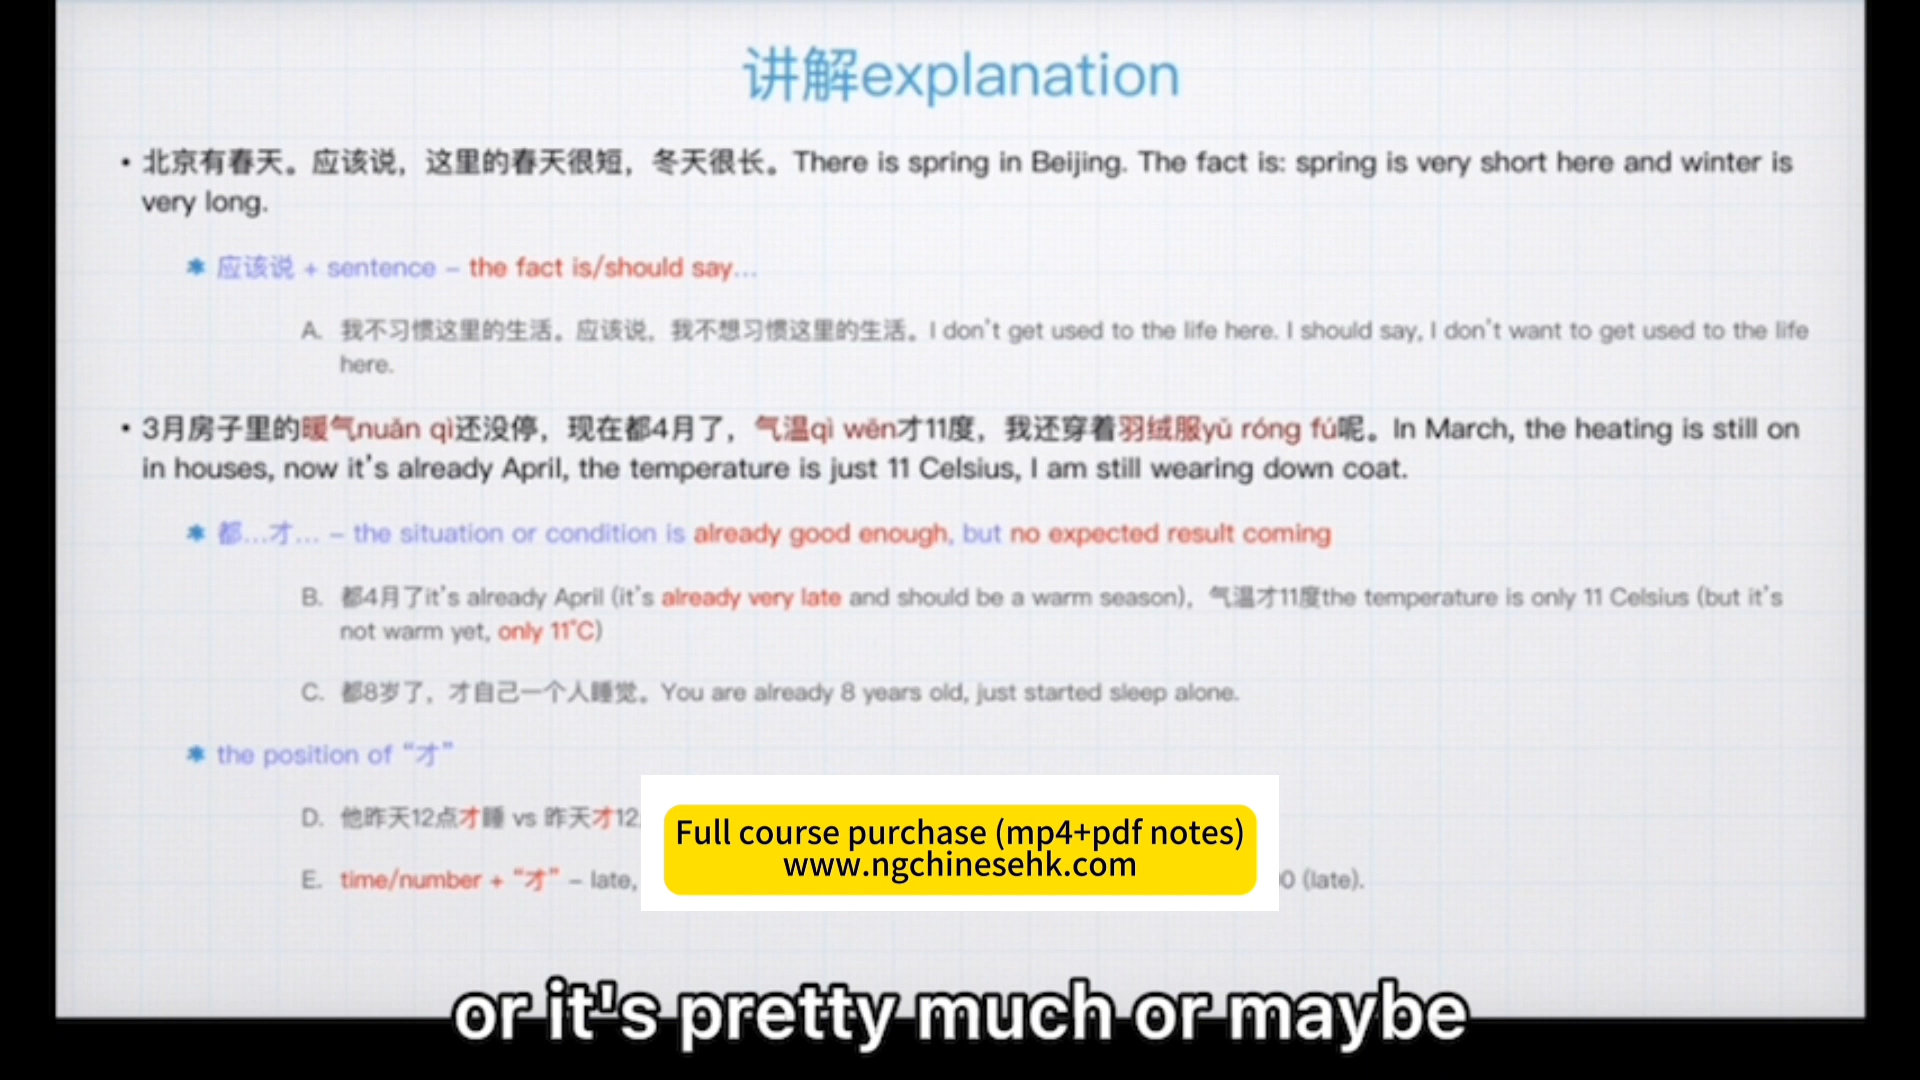 讲解explanation
• 北京有春天。应该说，这里的春天很短，冬天很长。There is spring in Beijing. The fact is: spring is very short here and winter is
very long.
✱ 应该说 + sentence – the fact is/should say…
A. 我不习惯这里的生活。应该说，我不想习惯这里的生活。I don't get used to the life here. I should say, I don't want to get used to the life
here.
• 3月房子里的暖气nuǎn qì还没停，现在都4月了，气温qì wēn才11度，我还穿着羽绒服yǔ róng fú呢。In March, the heating is still on
in houses, now it's already April, the temperature is just 11 Celsius, I am still wearing down coat.
✱ 都…才… – the situation or condition is already good enough, but no expected result coming
B. 都4月了it's already April (it's already very late and should be a warm season)，气温才11度the temperature is only 11 Celsius (but it's
not warm yet, only 11°C)
C. 都8岁了，才自己一个人睡觉。You are already 8 years old, just started sleep alone.
✱ the position of “才”
D. 他昨天12点才睡 vs 昨天才12
E. time/number + “才” – late, 0 (late).
Full course purchase (mp4+pdf notes)
www.ngchinesehk.com
or it's pretty much or maybe